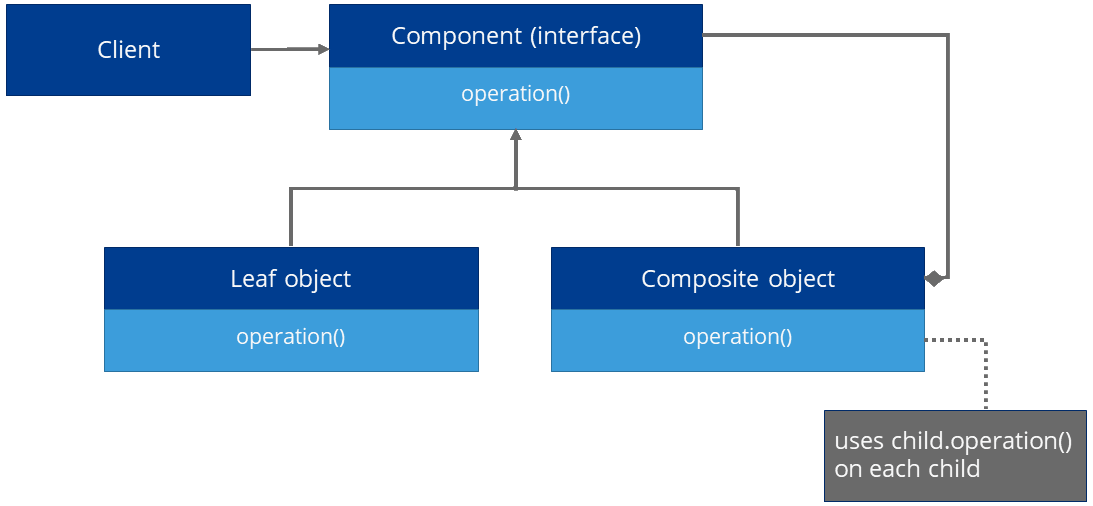 Client
Component (interface)
operation()
Leaf object
operation()
Composite object
operation()
uses child.operation()
on each child